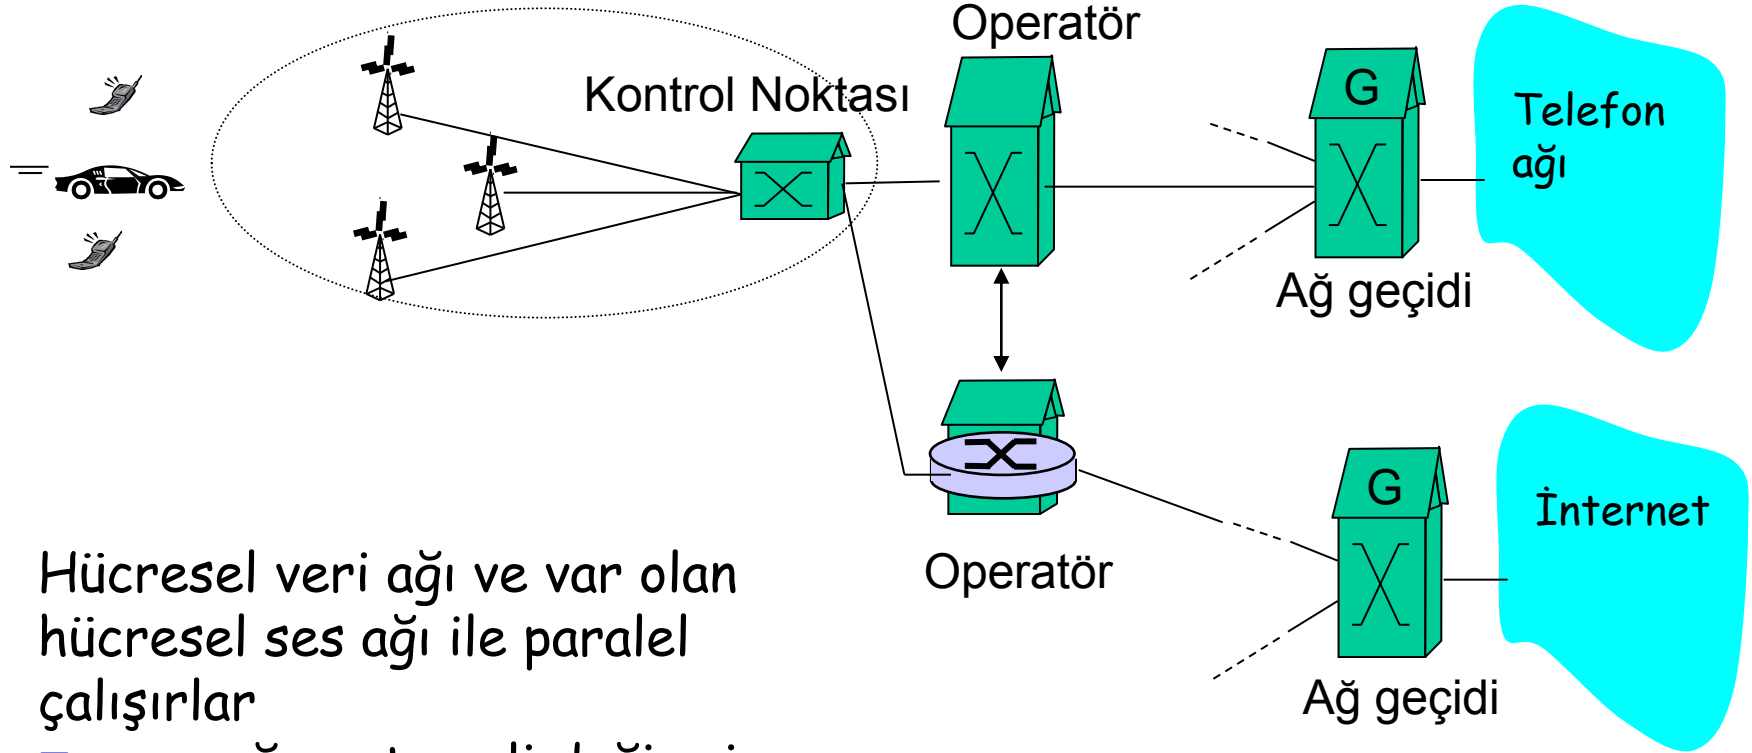 Operatör
Kontrol Noktası
G
Telefon
ağı
Ağ geçidi
G
İnternet
Operatör
Ağ geçidi
Hücresel veri ağı ve var olan
hücresel ses ağı ile paralel
çalışırlar